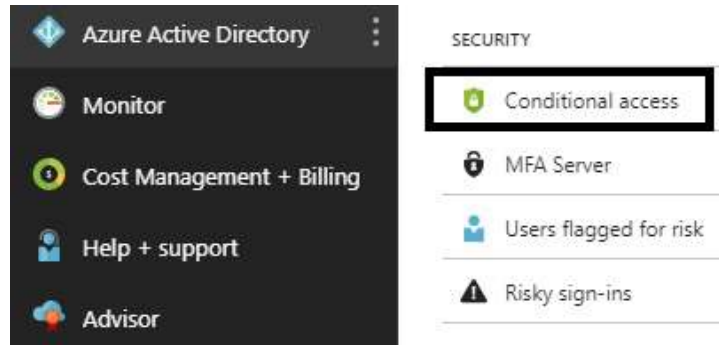 Azure Active Directory
Monitor
Cost Management + Billing
Help + support
Advisor
SECURITY
Conditional access
MFA Server
Users flagged for risk
Risky sign-ins